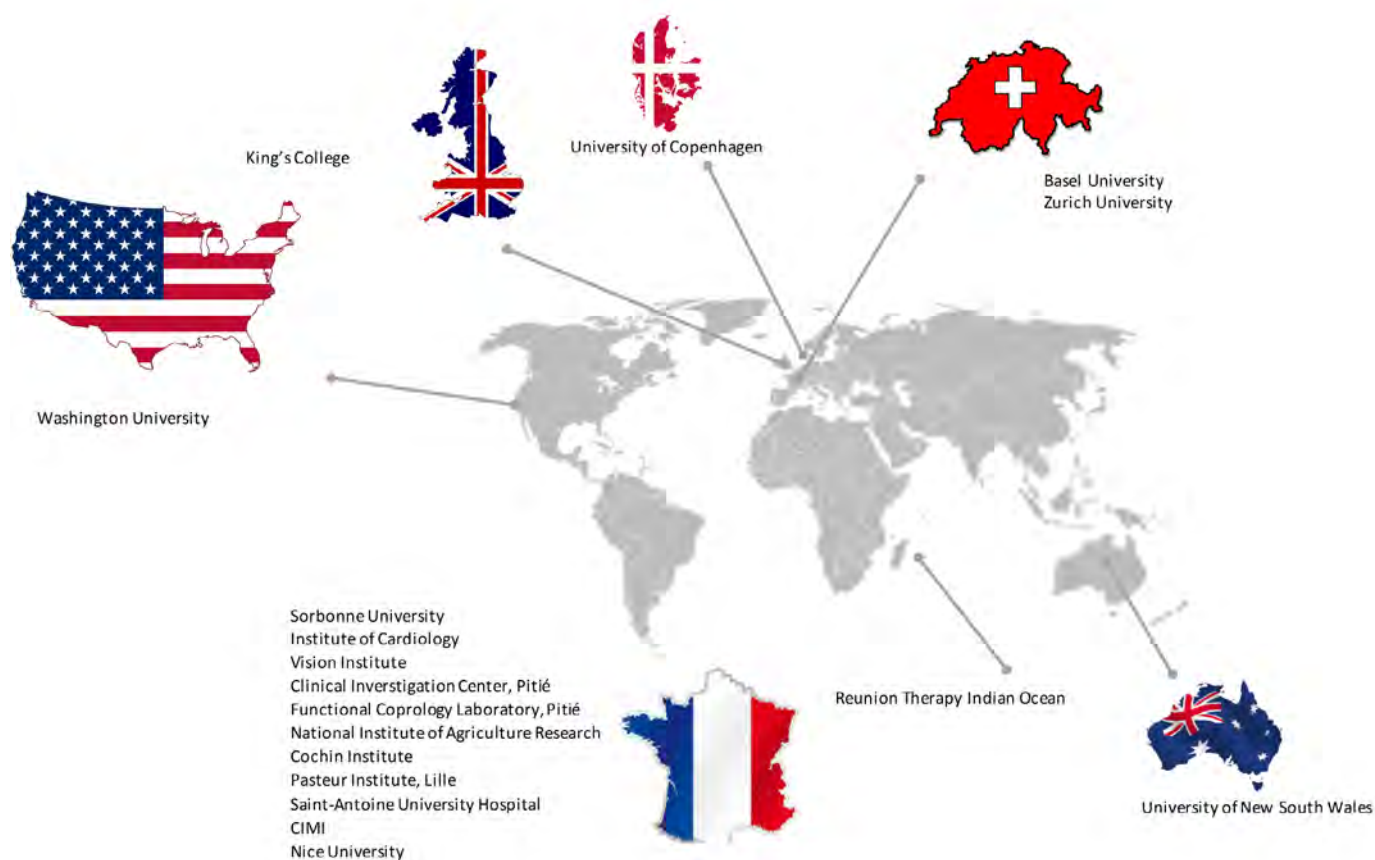 King's College
University of Copenhagen
Basel University
Zurich University
Washington University
Sorbonne University
Institute of Cardiology
Vision Institute
Clinical Inverstigation Center, Pitié
Functional Coprology Laboratory, Pitié
National Institute of Agriculture Research
Cochin Institute
Pasteur Institute, Lille
Saint-Antoine University Hospital
CIMI
Nice University
Reunion Therapy Indian Ocean
University of New South Wales